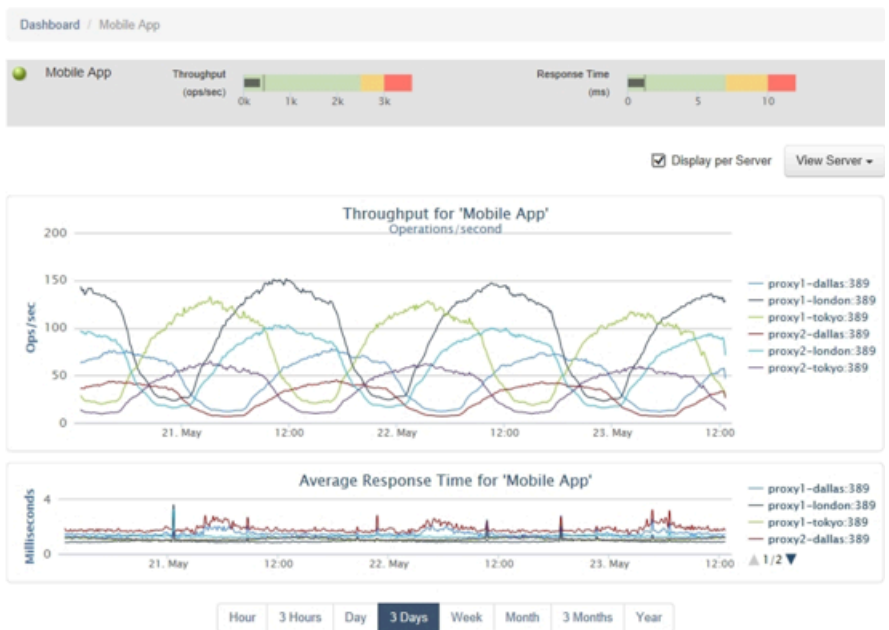 Dashboard / Mobile App
Mobile App
Throughput
(ops/sec)
0k 1k 2k 3k
Response Time
(ms)
0 5 10
Display per Server
View Server
Throughput for 'Mobile App'
Operations/second
Ops/sec
200
150
100
50
0
21. May 12:00 22. May 12:00 23. May 12:00
proxy1-dallas:389
proxy1-london:389
proxy1-tokyo:389
proxy2-dallas:389
proxy2-london:389
proxy2-tokyo:389
Average Response Time for 'Mobile App'
Milliseconds
4
2
0
21. May 12:00 22. May 12:00 23. May 12:00
proxy1-dallas:389
proxy1-london:389
proxy1-tokyo:389
proxy2-dallas:389
1/2
Hour 3 Hours Day 3 Days Week Month 3 Months Year